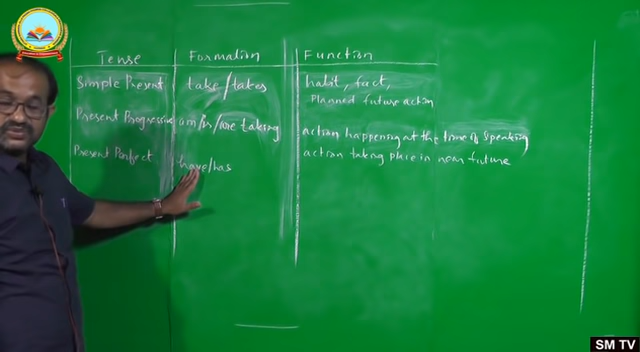 Tense Formation Function
Simple Present take/takes habit, fact,
Planned future action
Present Progressive am/is/are taking action happening at the time of speaking
Present Perfect have/has action taking place in near future
SM TV